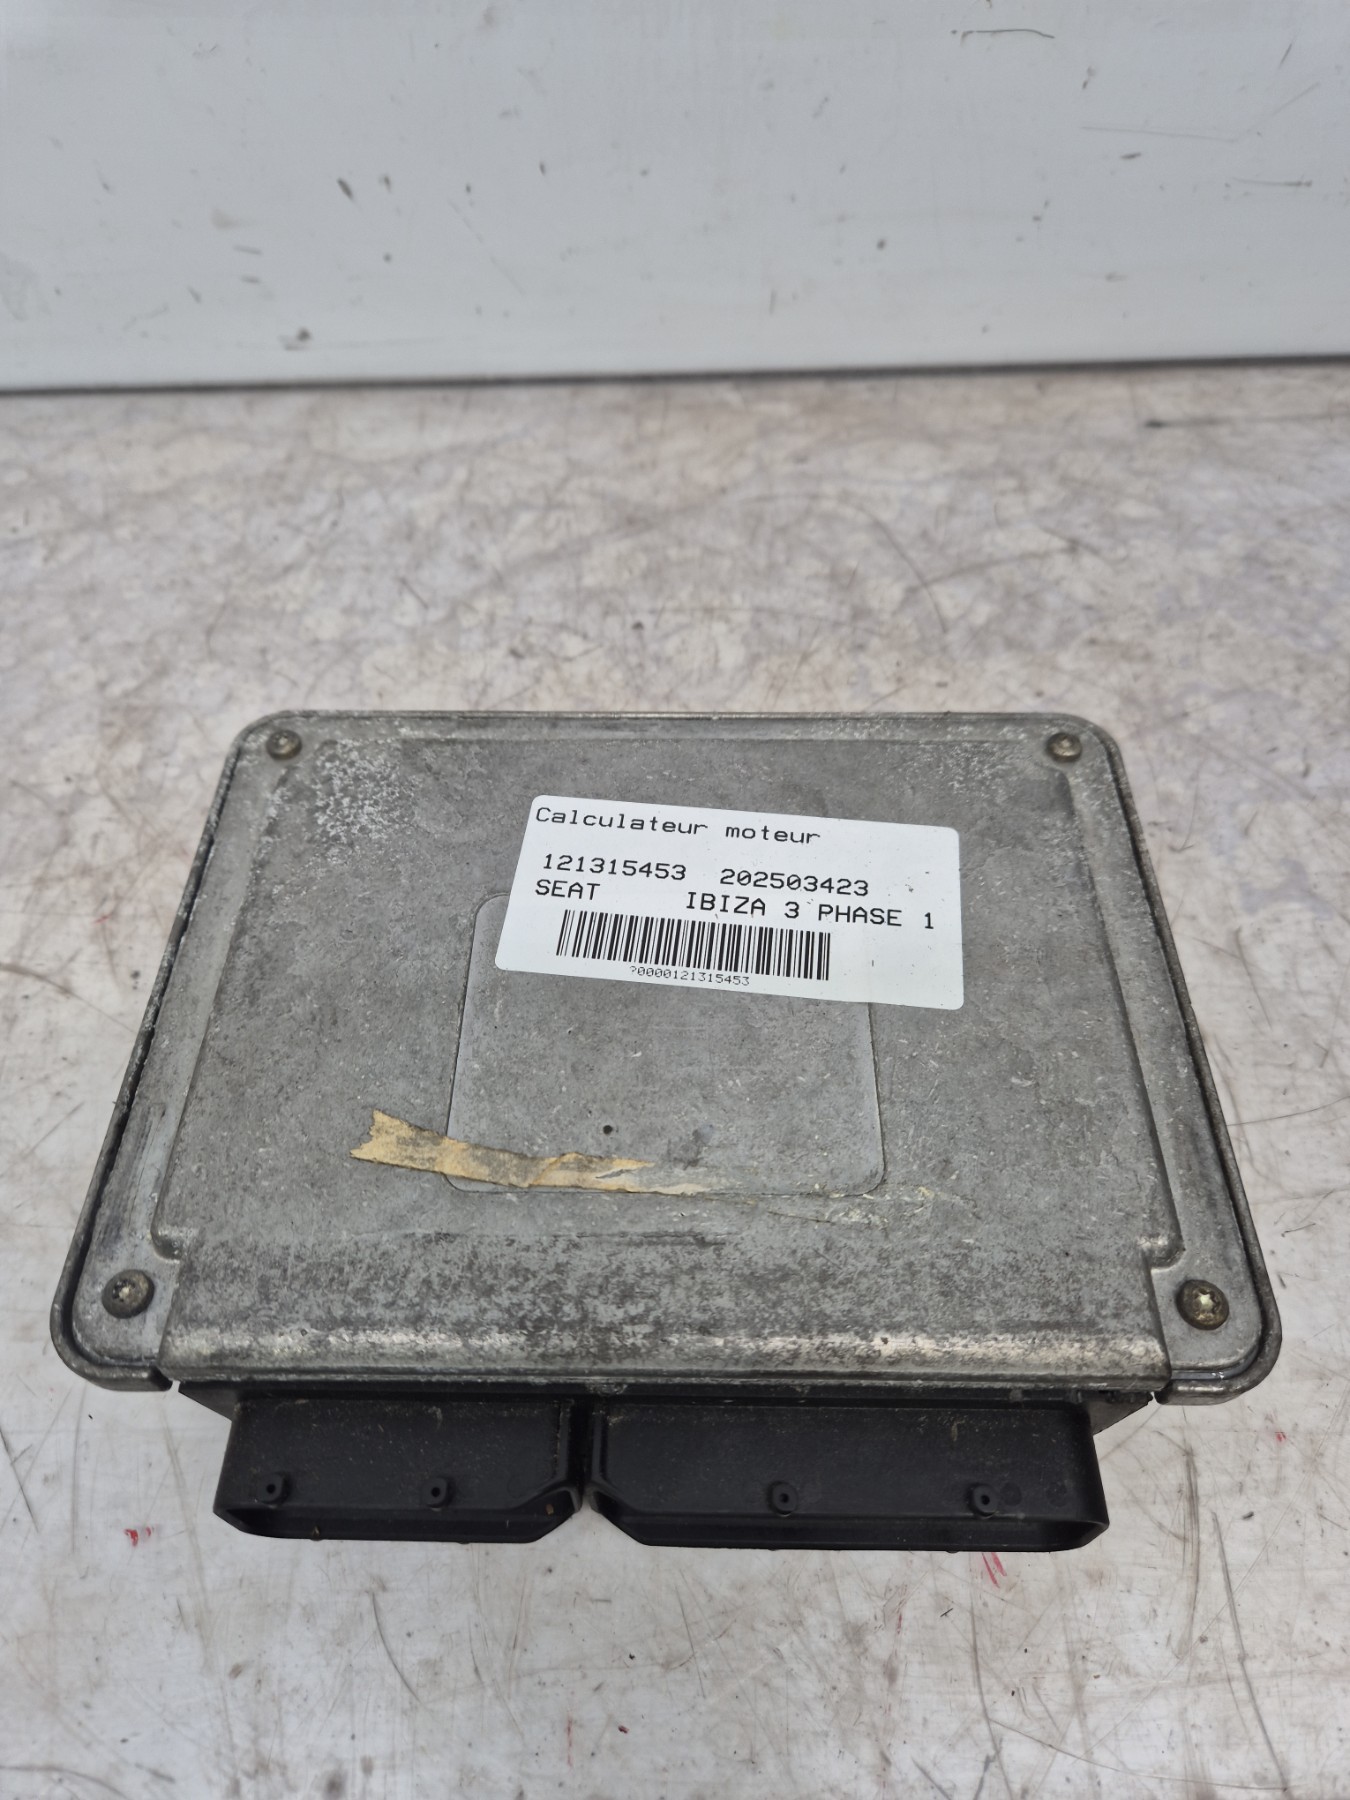 Calculateur moteur
121315453 202503423
SEAT IBIZA 3 PHASE 1
?0000121315453